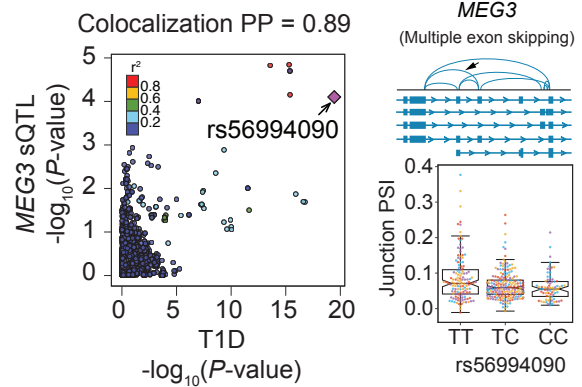 Colocalization PP = 0.89
MEG3 sQTL
-log10(P-value)
5
4
3
2
1
0
r²
0.8
0.6
0.4
0.2
rs56994090
0
5
10
15
20
T1D
-log10(P-value)
MEG3
(Multiple exon skipping)
Junction PSI
0.4
0.3
0.2
0.1
0.0
TT TC CC
rs56994090